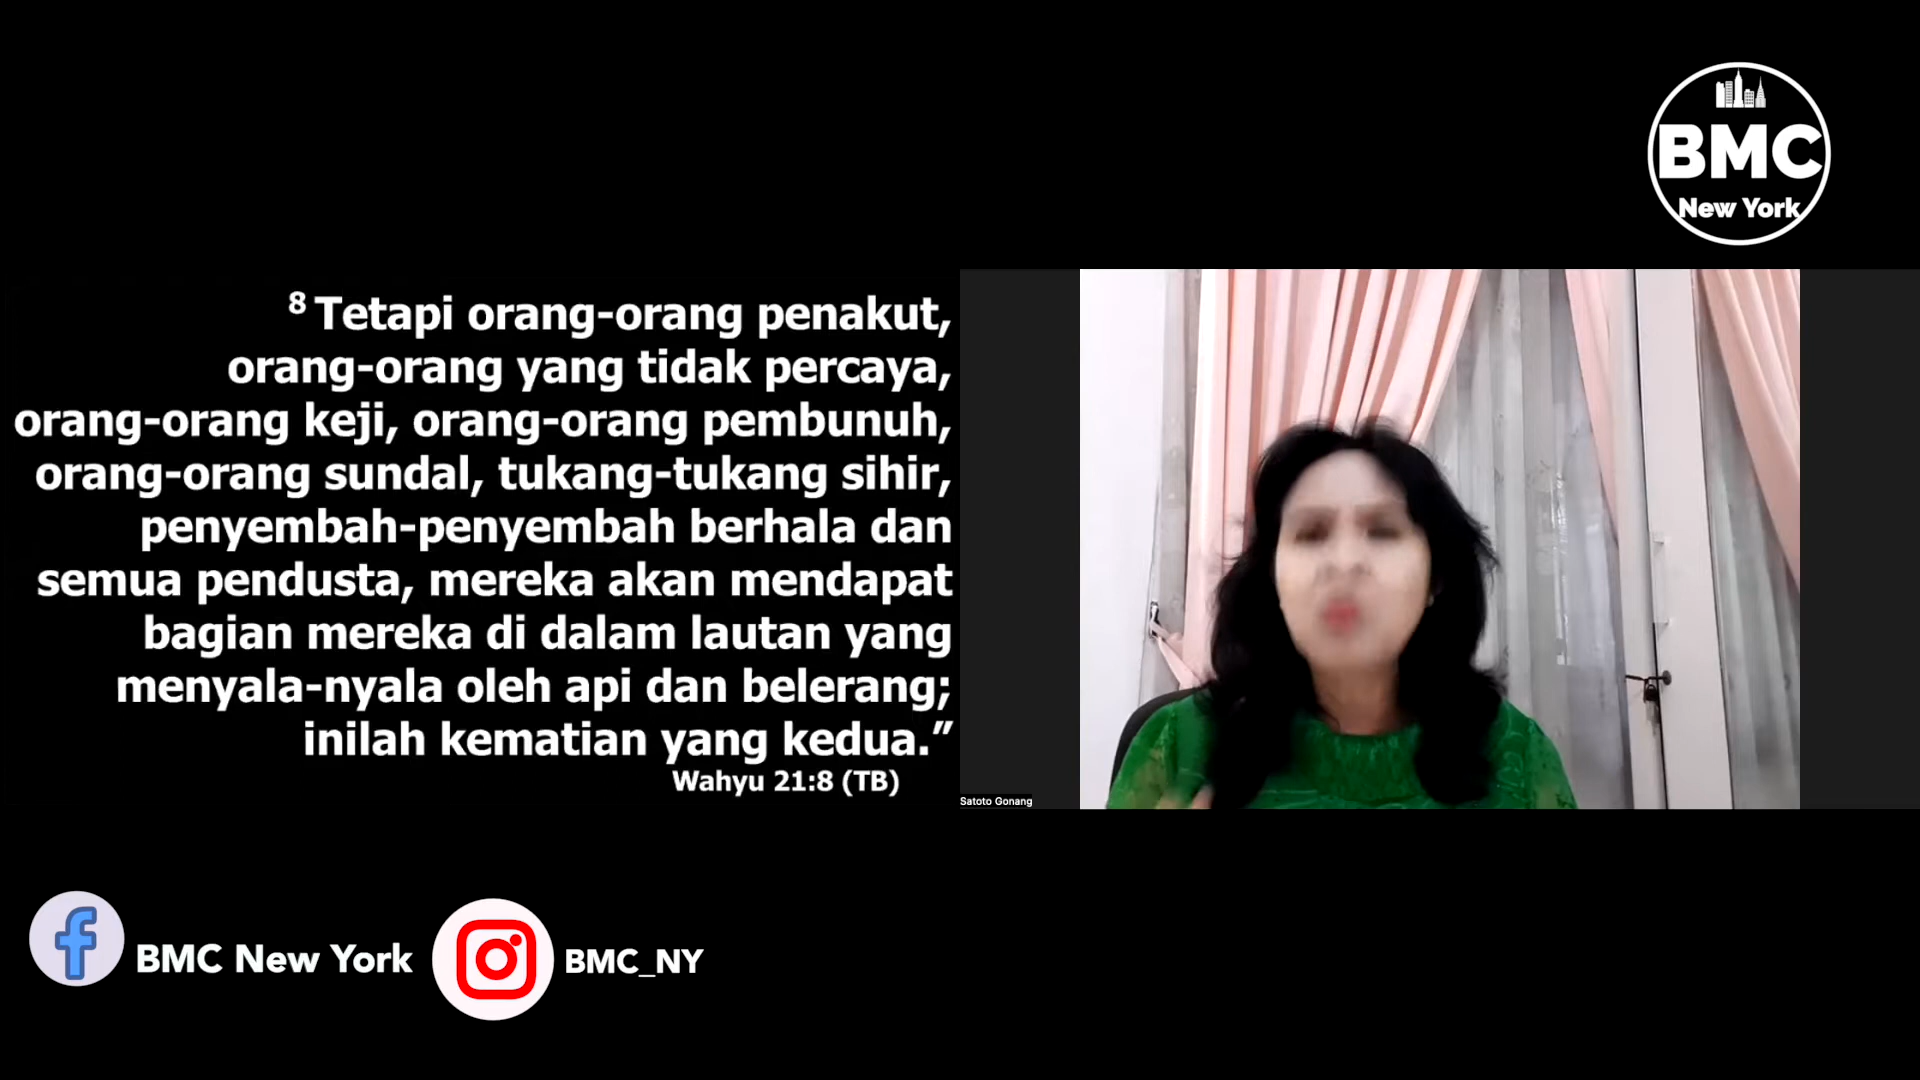 BMC
New York
8 Tetapi orang-orang penakut,
orang-orang yang tidak percaya,
orang-orang keji, orang-orang pembunuh,
orang-orang sundal, tukang-tukang sihir,
penyembah-penyembah berhala dan
semua pendusta, mereka akan mendapat
bagian mereka di dalam lautan yang
menyala-nyala oleh api dan belerang;
inilah kematian yang kedua.”
Wahyu 21:8 (TB)
Satoto Gonang
BMC New York
BMC_NY